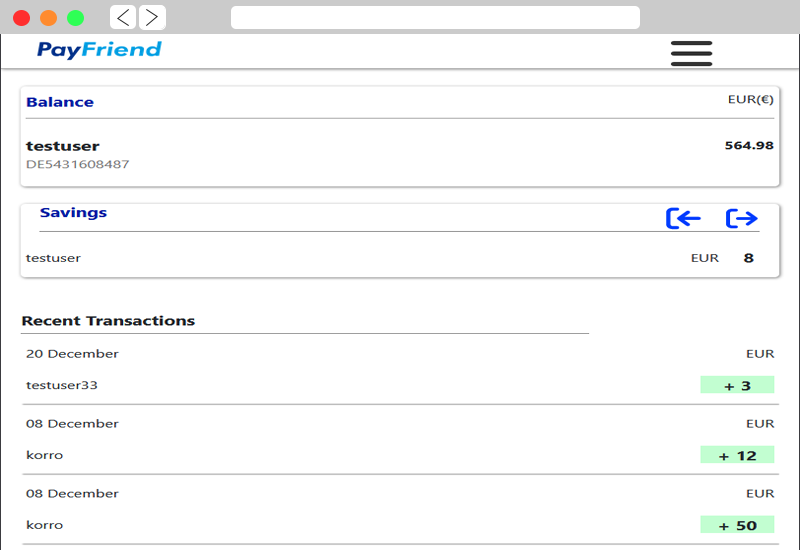 PayFriend
Balance EUR(€)
testuser 564.98
DE5431608487
Savings
testuser EUR 8
Recent Transactions
20 December EUR
testuser33 + 3
08 December EUR
korro + 12
08 December EUR
korro + 50